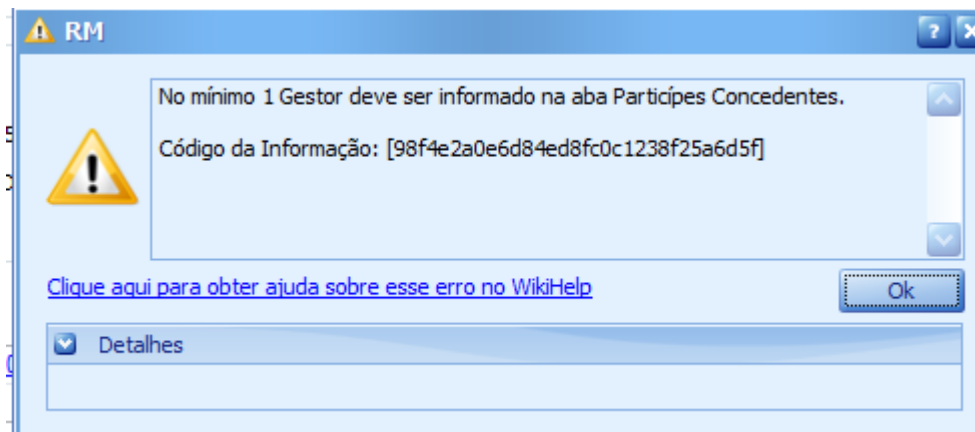 RM
No mínimo 1 Gestor deve ser informado na aba Particípes Concedentes.
Código da Informação: [98f4e2a0e6d84ed8fc0c1238f25a6d5f]
Clique aqui para obter ajuda sobre esse erro no WikiHelp
Ok
Detalhes